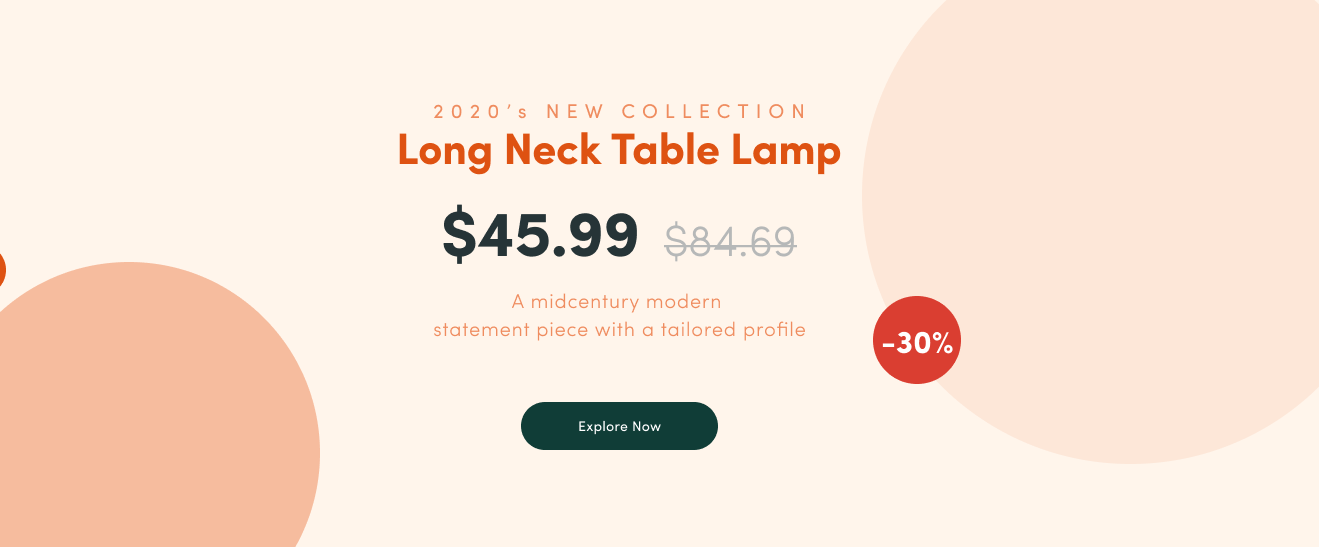 2020's NEW COLLECTION
Long Neck Table Lamp
$45.99 $84.69
A midcentury modern
statement piece with a tailored profile
-30%
Explore Now